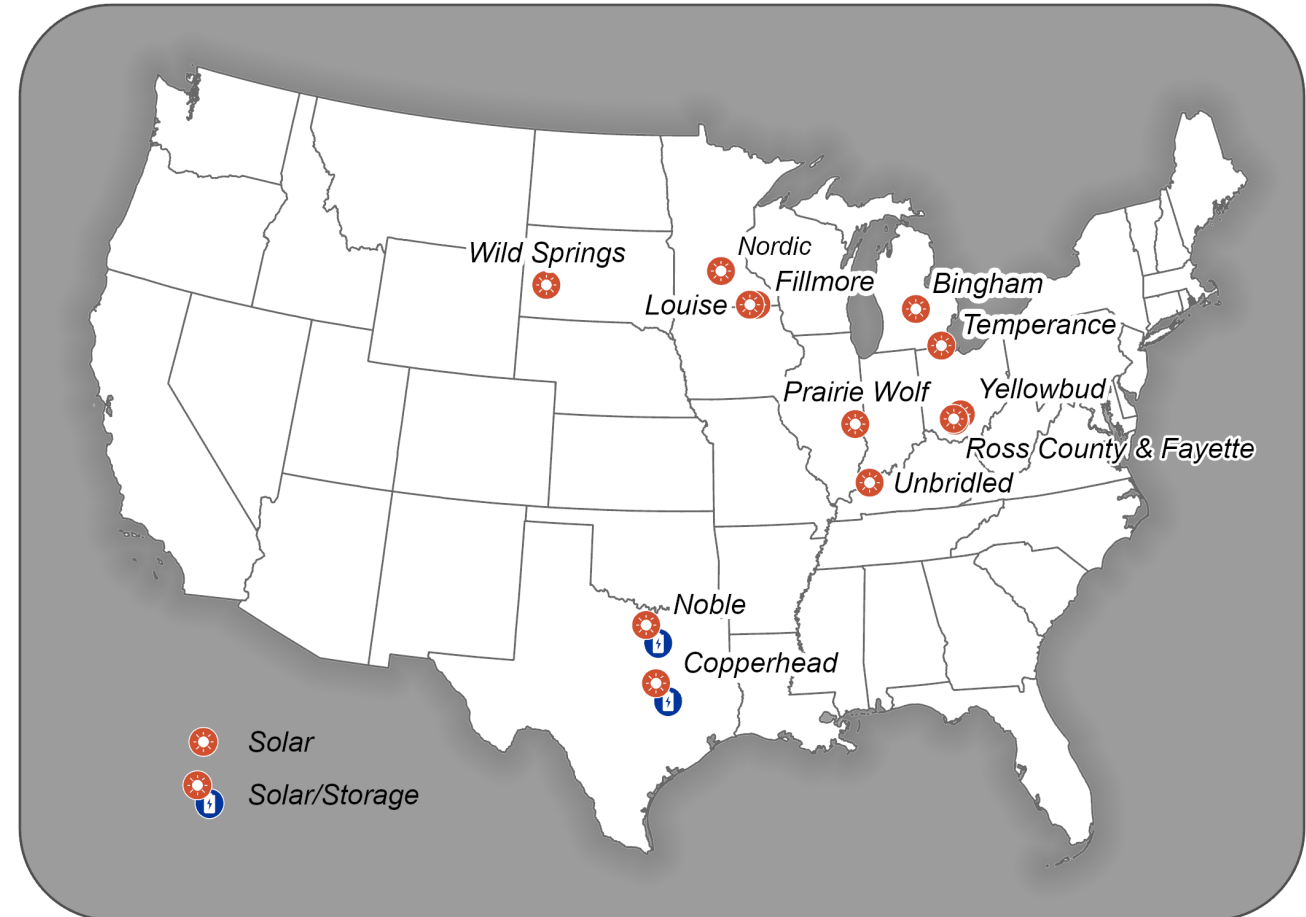 Wild Springs
Nordic
Fillmore
Louise
Bingham
Temperance
Prairie Wolf
Yellowbud
Ross County & Fayette
Unbridled
Noble
Copperhead
Solar
Solar/Storage